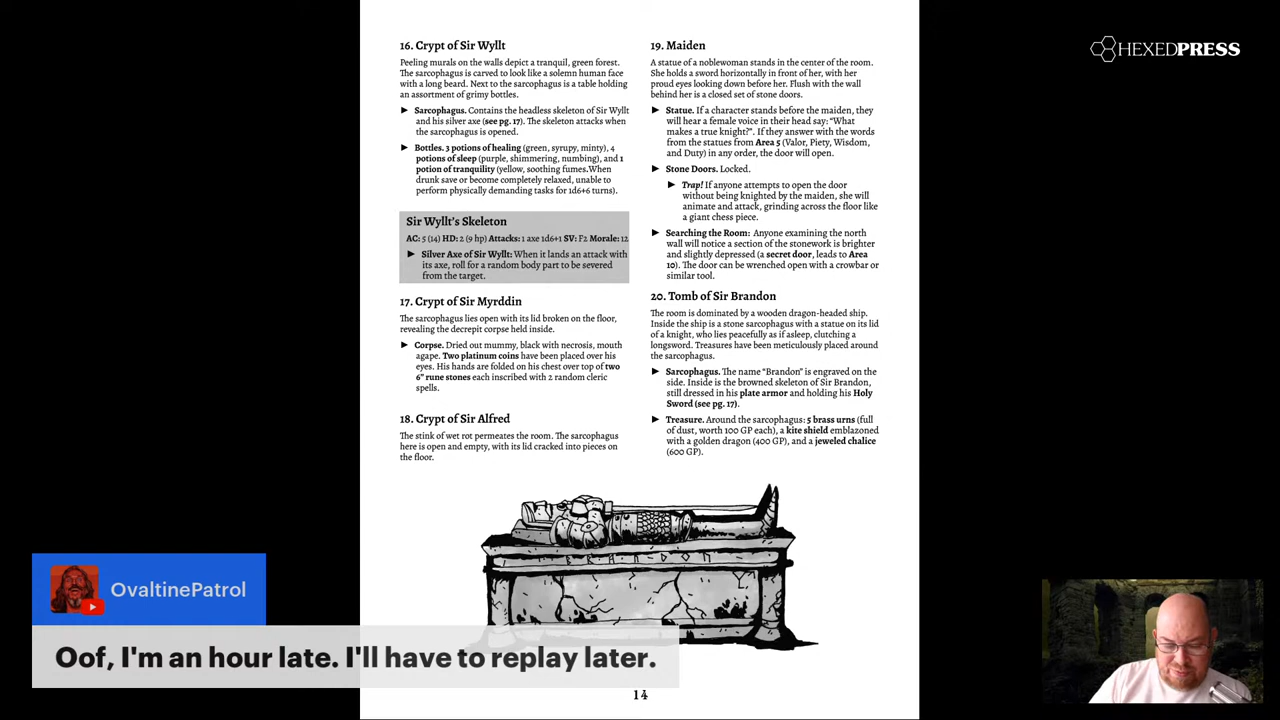 HEXEDPRESS
16. Crypt of Sir Wyllt
Peeling murals on the walls depict a tranquil, green forest.
The sarcophagus is carved to look like a solemn human face
with a long beard. Next to the sarcophagus is a table holding
an assortment of grimy bottles.
► Sarcophagus. Contains the headless skeleton of Sir Wyllt
and his silver axe (see pg. 17). The skeleton attacks when
the sarcophagus is opened.
► Bottles. 3 potions of healing (green, syrupy, minty), 4
potions of sleep (purple, shimmering, numbing), and 1
potion of tranquility (yellow, soothing fumes.When
drunk save or become completely relaxed, unable to
perform physically demanding tasks for 1d6+6 turns).
Sir Wyllt's Skeleton
AC: 5 (14) HD: 2 (9 hp) Attacks: 1 axe 1d6+1 SV: F2 Morale: 12
► Silver Axe of Sir Wyllt: When it lands an attack with
its axe, roll for a random body part to be severed
from the target.
17. Crypt of Sir Myrddin
The sarcophagus lies open with its lid broken on the floor,
revealing the decrepit corpse held inside.
► Corpse. Dried out mummy, black with necrosis, mouth
agape. Two platinum coins have been placed over his
eyes. His hands are folded on his chest over top of two
6" rune stones each inscribed with 2 random cleric
spells.
18. Crypt of Sir Alfred
The stink of wet rot permeates the room. The sarcophagus
here is open and empty, with its lid cracked into pieces on
the floor.
19. Maiden
A statue of a noblewoman stands in the center of the room.
She holds a sword horizontally in front of her, with her
proud eyes looking down before her. Flush with the wall
behind her is a closed set of stone doors.
► Statue. If a character stands before the maiden, they
will hear a female voice in their head say: "What
makes a true knight?". If they answer with the words
from the statues from Area 5 (Valor, Piety, Wisdom,
and Duty) in any order, the door will open.
► Stone Doors. Locked.
► Trap! If anyone attempts to open the door
without being knighted by the maiden, she will
animate and attack, grinding across the floor like
a giant chess piece.
► Searching the Room: Anyone examining the north
wall will notice a section of the stonework is brighter
and slightly depressed (a secret door, leads to Area
10). The door can be wrenched open with a crowbar or
similar tool.
20. Tomb of Sir Brandon
The room is dominated by a wooden dragon-headed ship.
Inside the ship is a stone sarcophagus with a statue on its lid
of a knight, who lies peacefully as if asleep, clutching a
longsword. Treasures have been meticulously placed around
the sarcophagus.
► Sarcophagus. The name "Brandon" is engraved on the
side. Inside is the browned skeleton of Sir Brandon,
still dressed in his plate armor and holding his Holy
Sword (see pg. 17).
► Treasure. Around the sarcophagus: 5 brass urns (full
of dust, worth 100 GP each), a kite shield emblazoned
with a golden dragon (400 GP), and a jeweled chalice
(600 GP).
BRANDON
14
OvaltinePatrol
Oof, I'm an hour late. I'll have to replay later.